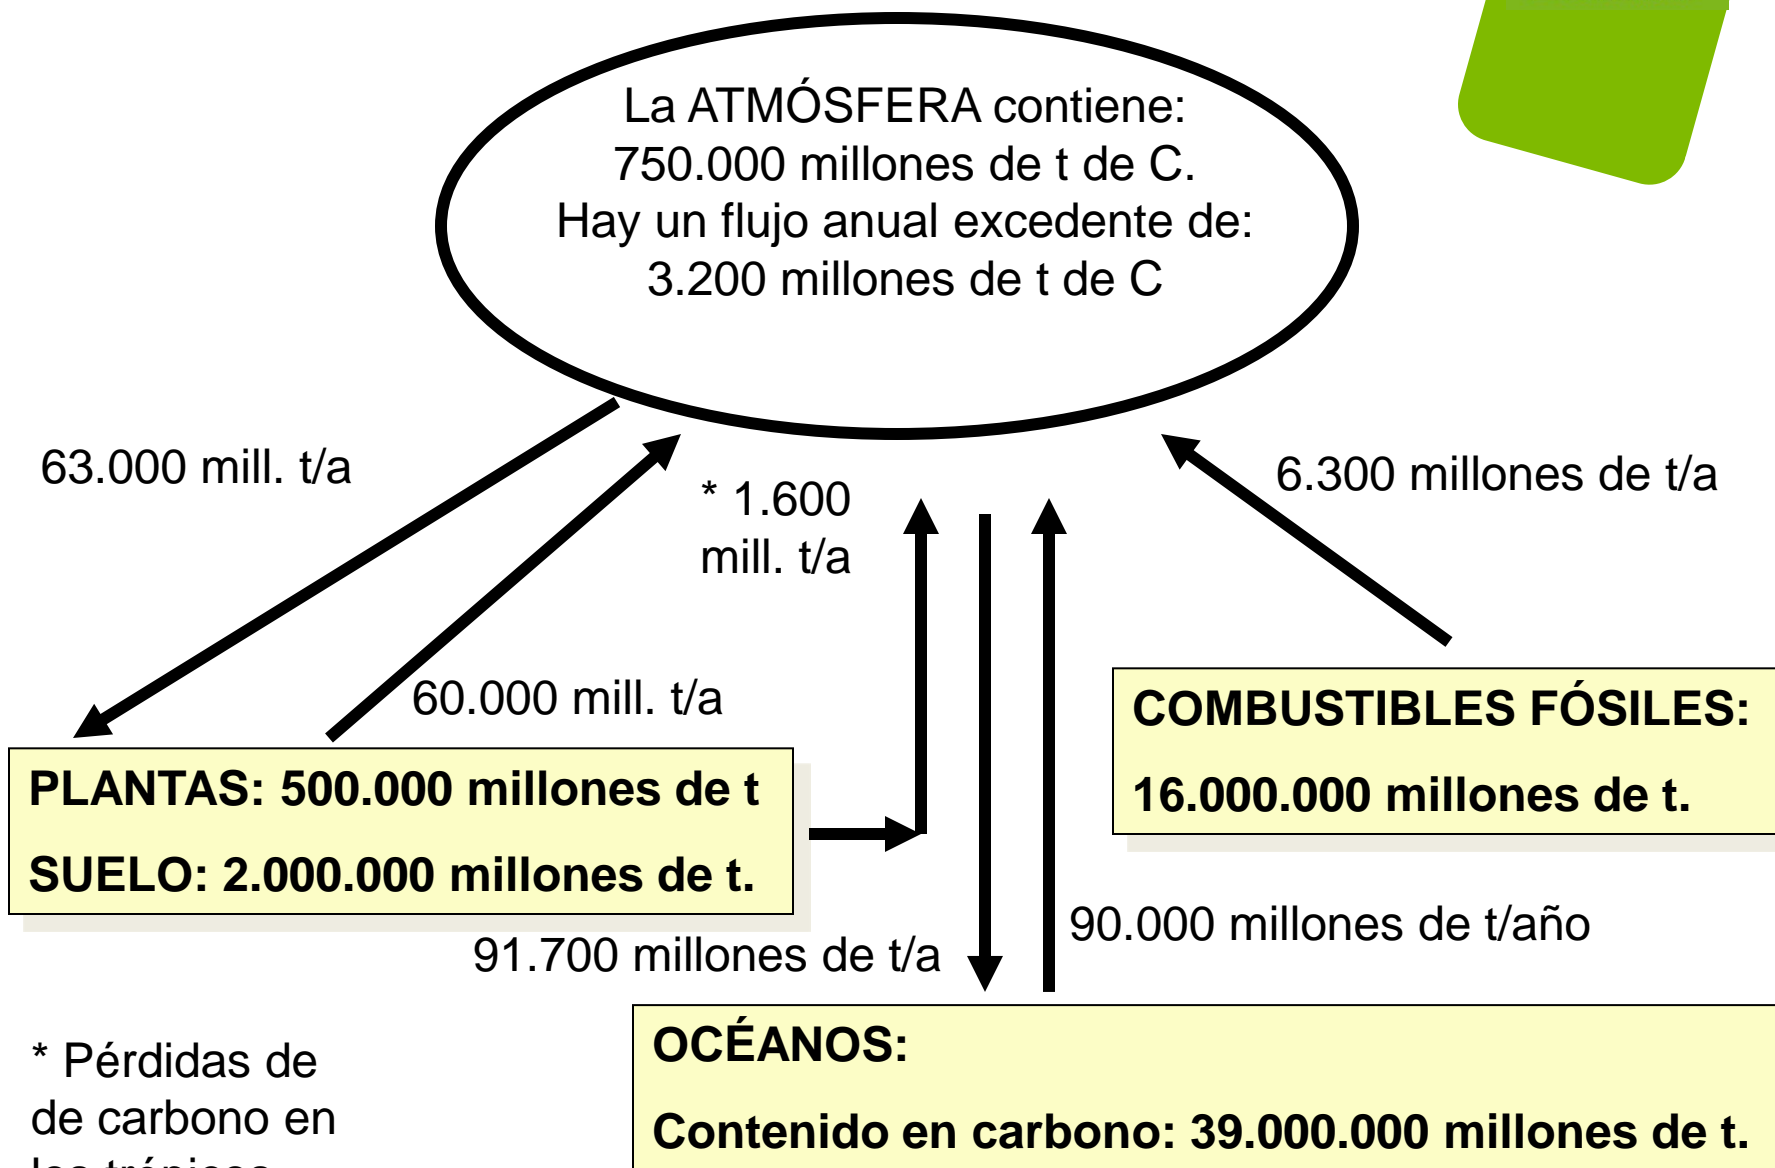 La ATMÓSFERA contiene:
750.000 millones de t de C.
Hay un flujo anual excedente de:
3.200 millones de t de C
63.000 mill. t/a
* 1.600
mill. t/a
6.300 millones de t/a
60.000 mill. t/a
COMBUSTIBLES FÓSILES:
16.000.000 millones de t.
PLANTAS: 500.000 millones de t
SUELO: 2.000.000 millones de t.
91.700 millones de t/a
90.000 millones de t/año
* Pérdidas de
de carbono en
los trópicos
OCÉANOS:
Contenido en carbono: 39.000.000 millones de t.